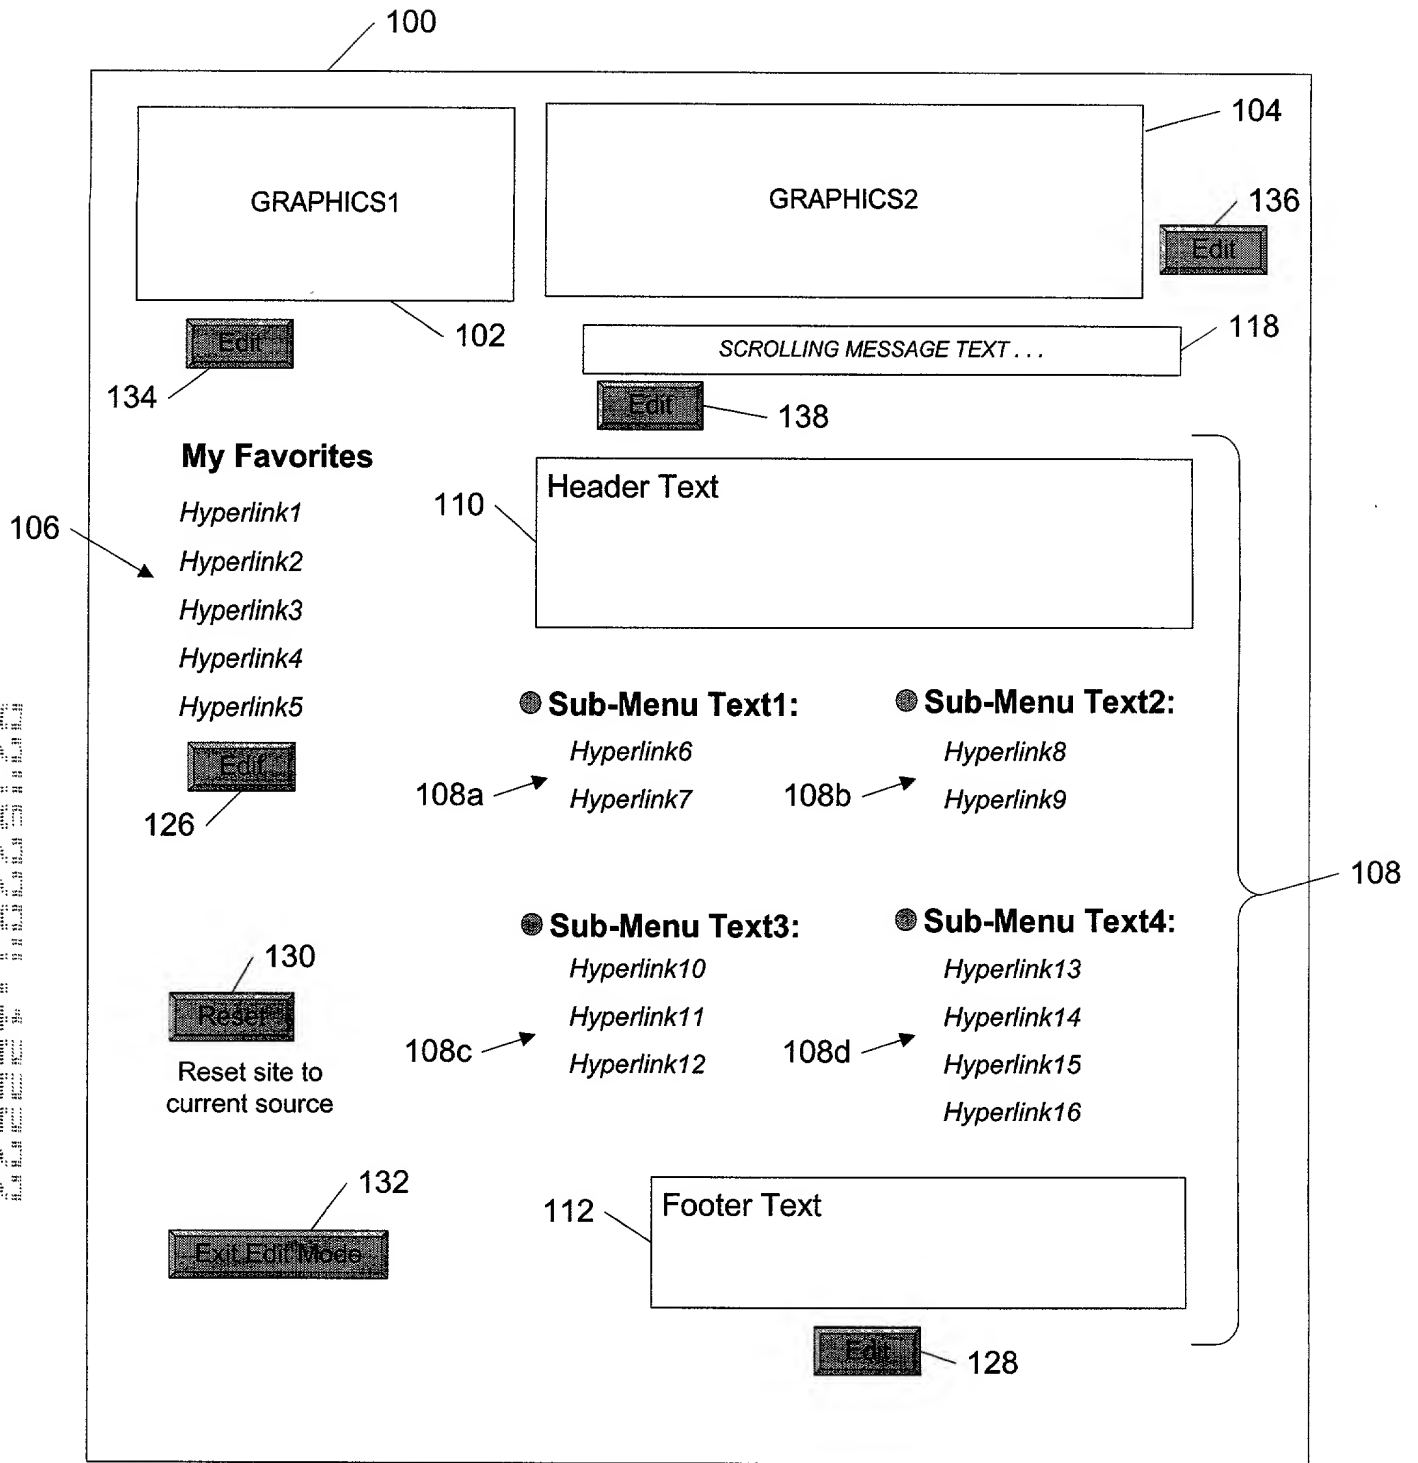 100
104
GRAPHICS1
GRAPHICS2
136
Edit
102
118
Edit
SCROLLING MESSAGE TEXT . . .
134
Edit
138
My Favorites
Header Text
110
Hyperlink1
106
Hyperlink2
Hyperlink3
Hyperlink4
Hyperlink5
Sub-Menu Text1:
Sub-Menu Text2:
Edit
Hyperlink6
Hyperlink8
108a
Hyperlink7
108b
Hyperlink9
126
108
Sub-Menu Text3:
Sub-Menu Text4:
130
Hyperlink10
Hyperlink13
Reset
Hyperlink11
Hyperlink14
108c
Hyperlink12
108d
Hyperlink15
Reset site to
current source
Hyperlink16
132
112
Footer Text
Exit Edit Mode
Edit
128